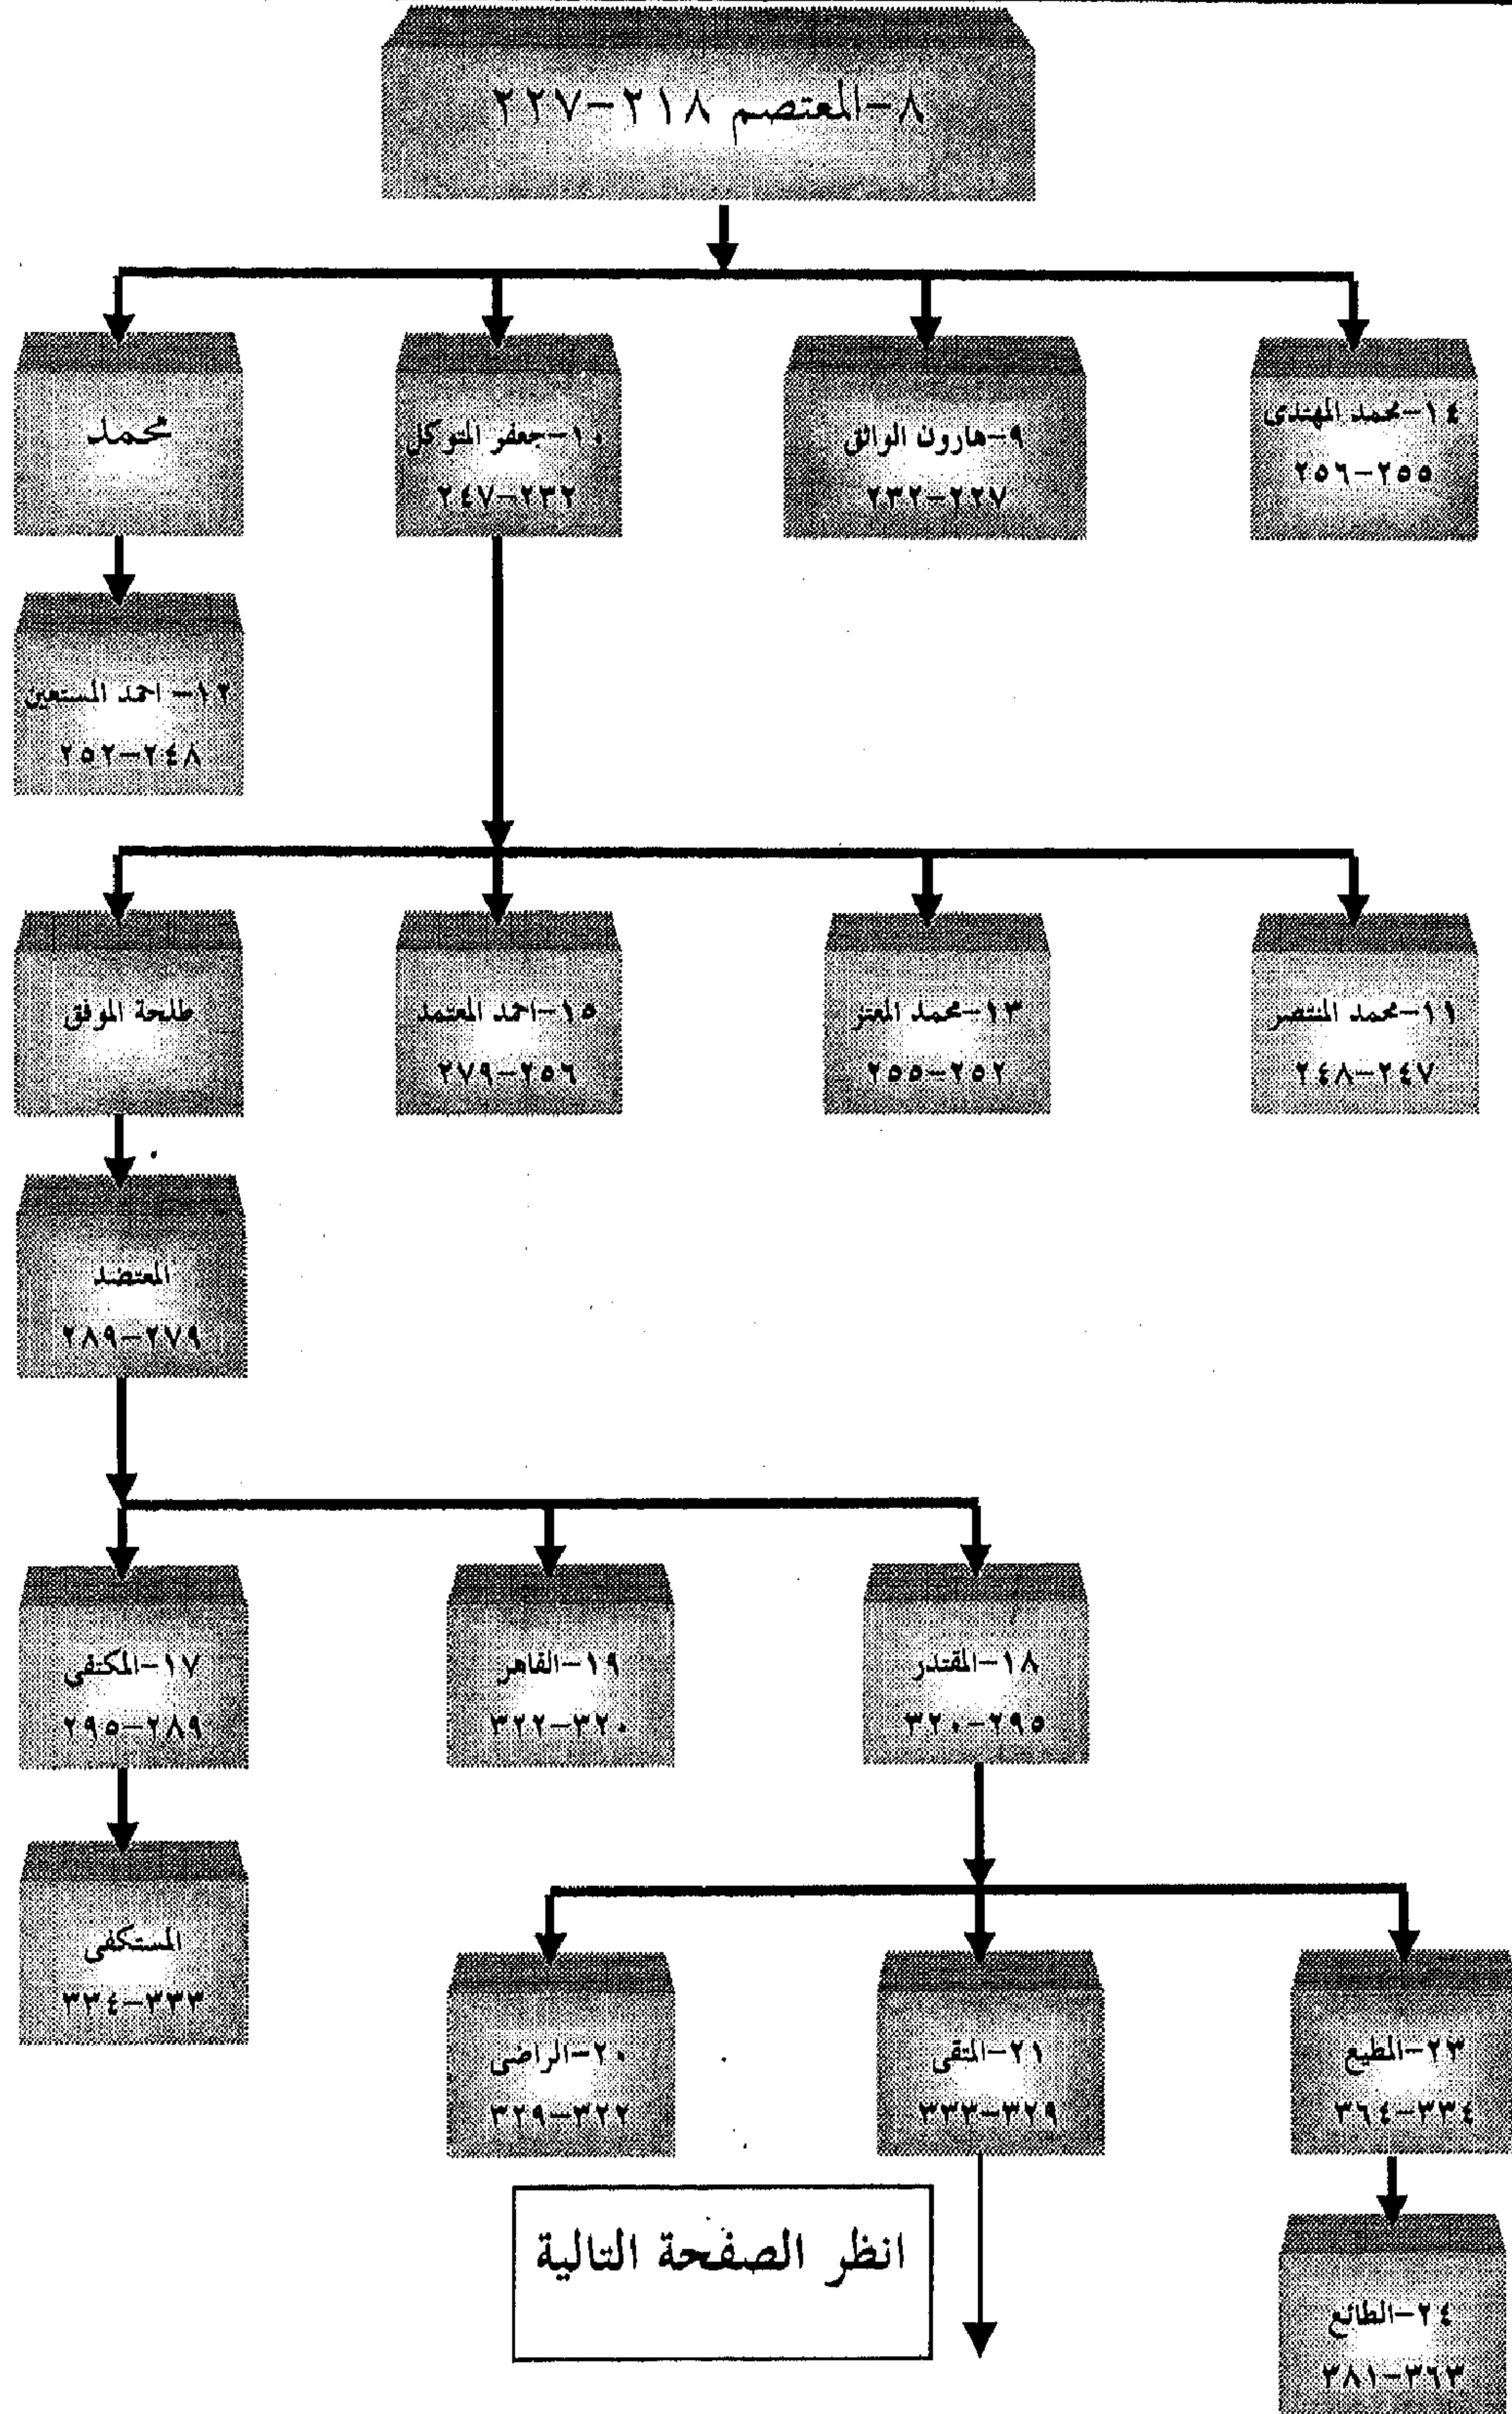 ٨-المعتصم ٢١٨-٢٢٧
١٤-محمد المهتدى
٢٥٥-٢٥٦
٩-هارون الواثق
٢٢٧-٢٣٢
١٠-جعفر المتوكل
٢٣٢-٢٤٧
محمد
١٢- احمد المستعين
٢٤٨-٢٥٢
١١-محمد المنتصر
٢٤٧-٢٤٨
١٣-محمد المعتز
٢٥٢-٢٥٥
١٥-احمد المعتمد
٢٥٦-٢٧٩
طلحة الموفق
المعتضد
٢٧٩-٢٨٩
١٨-المقتدر
٢٩٥-٣٢٠
١٩-القاهر
٣٢٠-٣٢٢
١٧-المكتفى
٢٨٩-٢٩٥
المستكفى
٣٣٣-٣٣٤
٢٣-المطيع
٣٣٤-٣٦٤
٢١-المتقى
٣٢٩-٣٣٣
٢٠-الراضى
٣٢٢-٣٢٩
انظر الصفحة التالية
٢٤-الطائع
٣٦٣-٣٨١